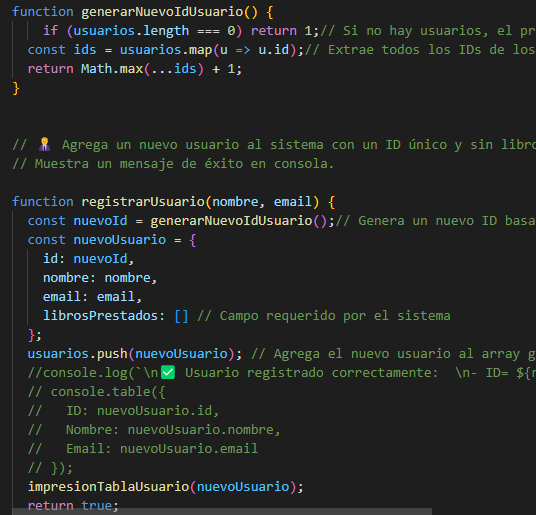 function generarNuevoIdUsuario() {
if (usuarios.length === 0) return 1;// Si no hay usuarios, el pr
const ids = usuarios.map(u => u.id);// Extrae todos los IDs de los
return Math.max(...ids) + 1;
}
// 🤦‍♀️ Agrega un nuevo usuario al sistema con un ID único y sin libro
// Muestra un mensaje de éxito en consola.
function registrarUsuario(nombre, email) {
const nuevoId = generarNuevoIdUsuario();// Genera un nuevo ID basa
const nuevoUsuario = {
id: nuevoId,
nombre: nombre,
email: email,
librosPrestados: [] // Campo requerido por el sistema
};
usuarios.push(nuevoUsuario); // Agrega el nuevo usuario al array g
//console.log(`\n✅ Usuario registrado correctamente:  \n- ID= ${n
// console.table({
//   ID: nuevoUsuario.id,
//   Nombre: nuevoUsuario.nombre,
//   Email: nuevoUsuario.email
// });
impresionTablaUsuario(nuevoUsuario);
return true;